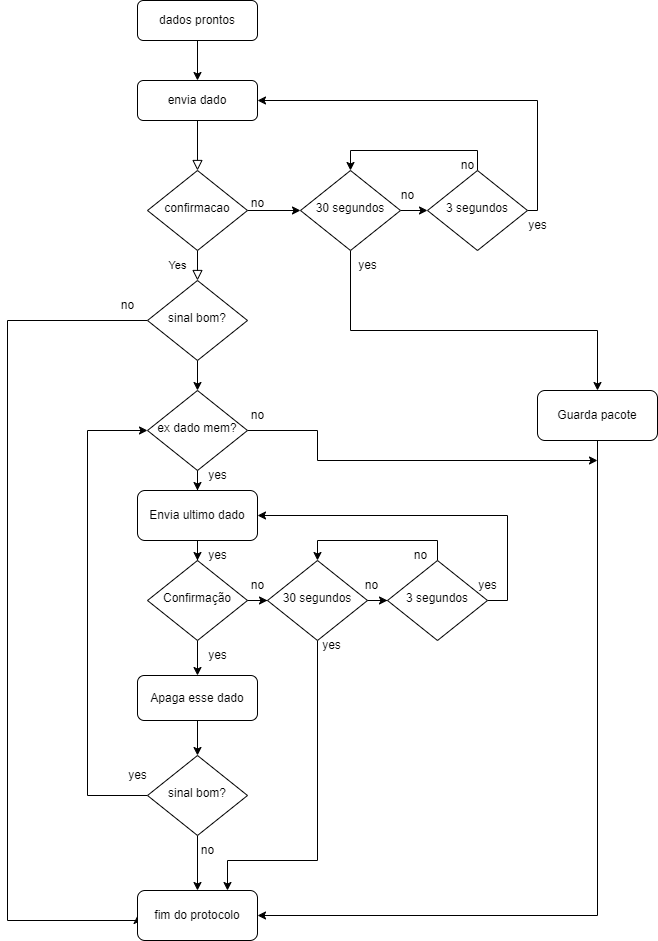 dados prontos
envia dado
confirmacao
no
30 segundos
no
3 segundos
no
yes
Yes
yes
no
sinal bom?
Guarda pacote
ex dado mem?
no
yes
Envia ultimo dado
yes
Confirmação
no
30 segundos
no
3 segundos
no
yes
yes
yes
Apaga esse dado
yes
sinal bom?
no
fim do protocolo